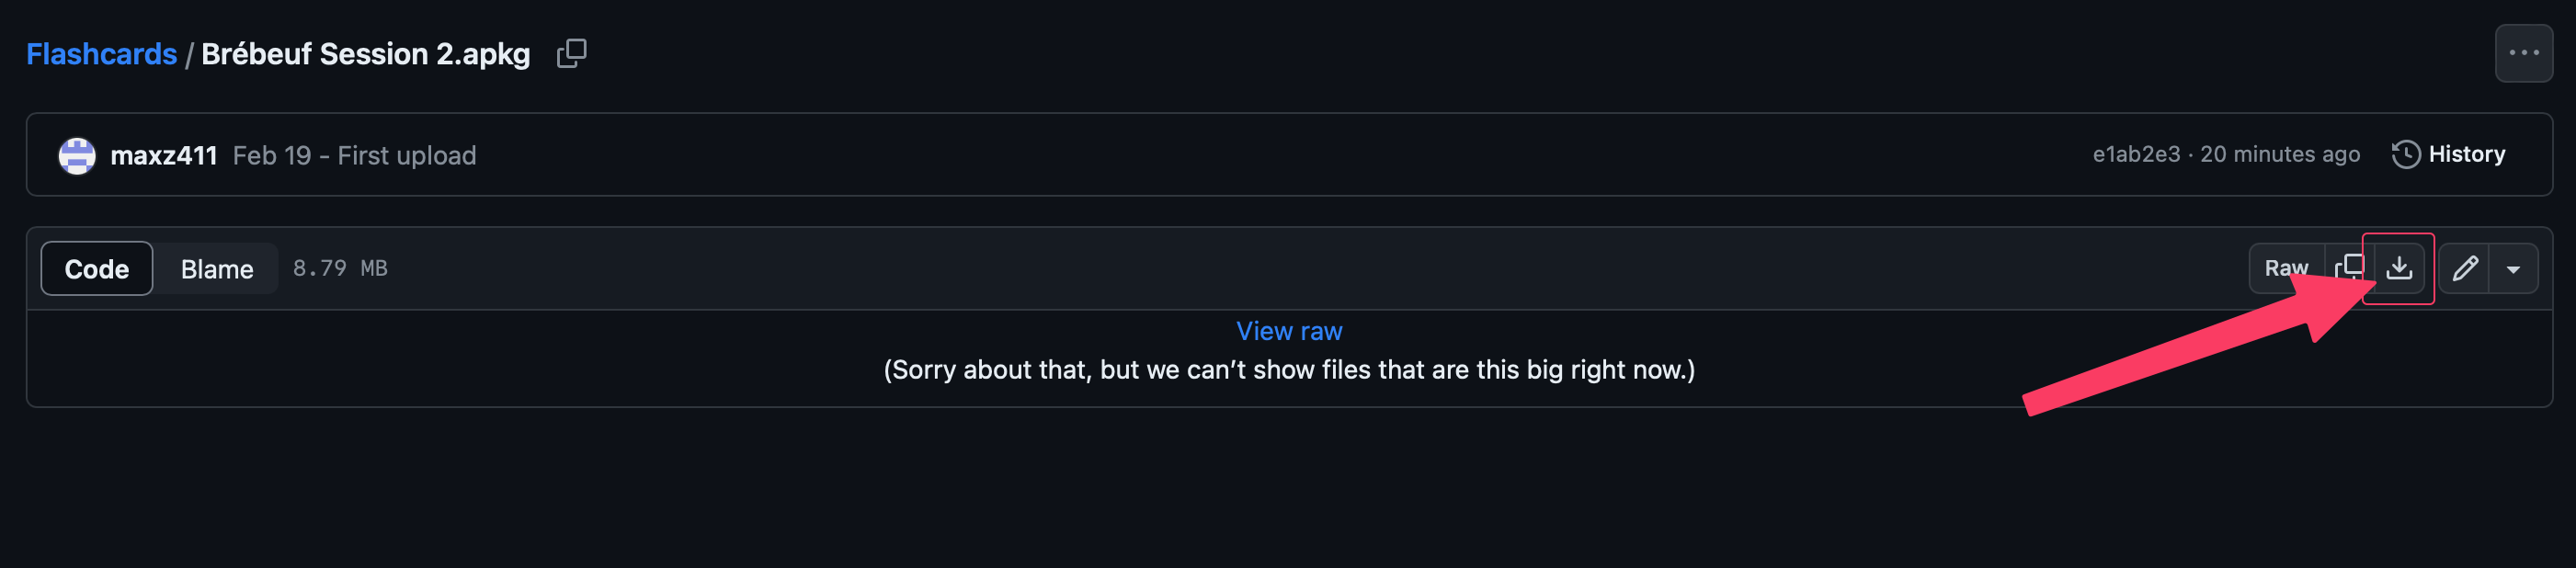 Flashcards / Brébeuf Session 2.apkg
maxz411 Feb 19 - First upload
e1ab2e3 · 20 minutes ago History
Code Blame 8.79 MB Raw
View raw
(Sorry about that, but we can’t show files that are this big right now.)